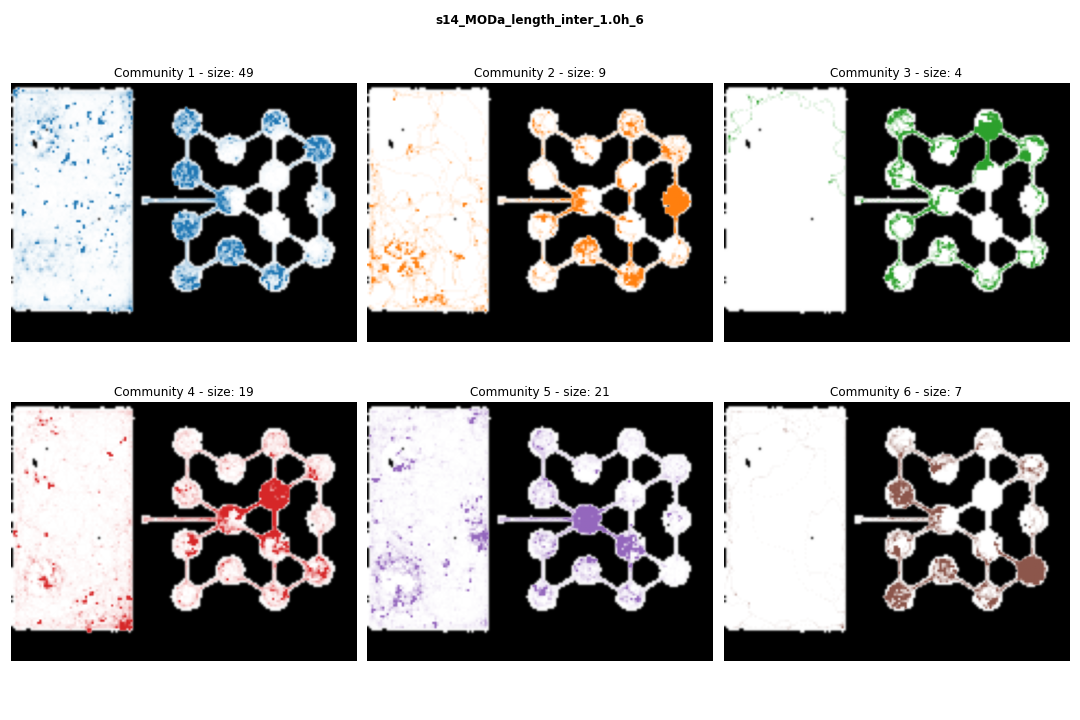 s14_MODa_length_inter_1.0h_6
Community 1 - size: 49
Community 2 - size: 9
Community 3 - size: 4
Community 4 - size: 19
Community 5 - size: 21
Community 6 - size: 7